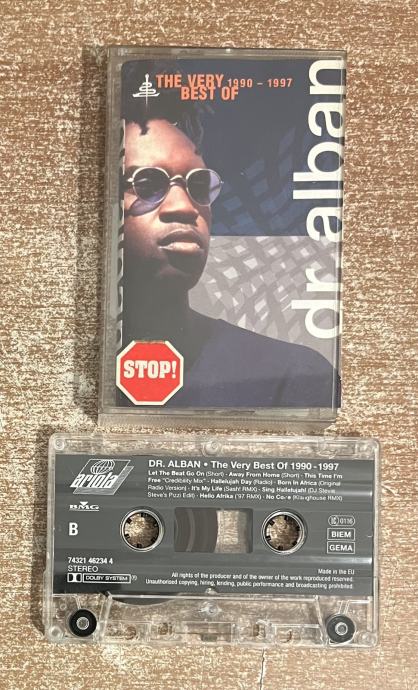 THE VERY 1990 - 1997
BEST OF
dr alban
STOP!
ariola
BMG
DR. ALBAN • The Very Best Of 1990-1997
Let The Beat Go On (Short) · Away From Home (Short) · This Time I'm
Free "Credibility Mix" · Hallelujah Day (Radio) · Born In Africa (Original
Radio Version) · It's My Life (Sash! RMX) · Sing Hallelujah! (DJ Stevie
Steve's Pizzi Edit) · Hello Afrika ('97 RMX) · No Coke (Klanghouse RMX)
B
LC 0116
BIEM
GEMA
74321 46234 4
STEREO
DOLBY SYSTEM
Made in the EU
All rights of the producer and of the owner of the work reproduced reserved.
Unauthorised copying, hiring, lending, public performance and broadcasting prohibited.